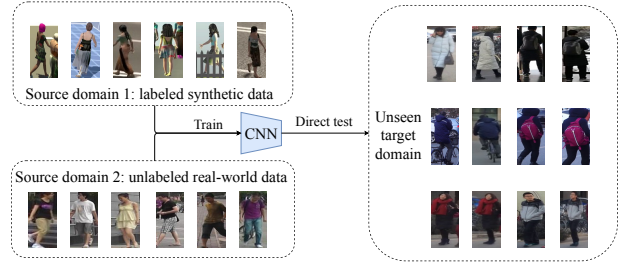 Source domain 1: labeled synthetic data
Train
CNN
Direct test
Unseen
target
domain
Source domain 2: unlabeled real-world data